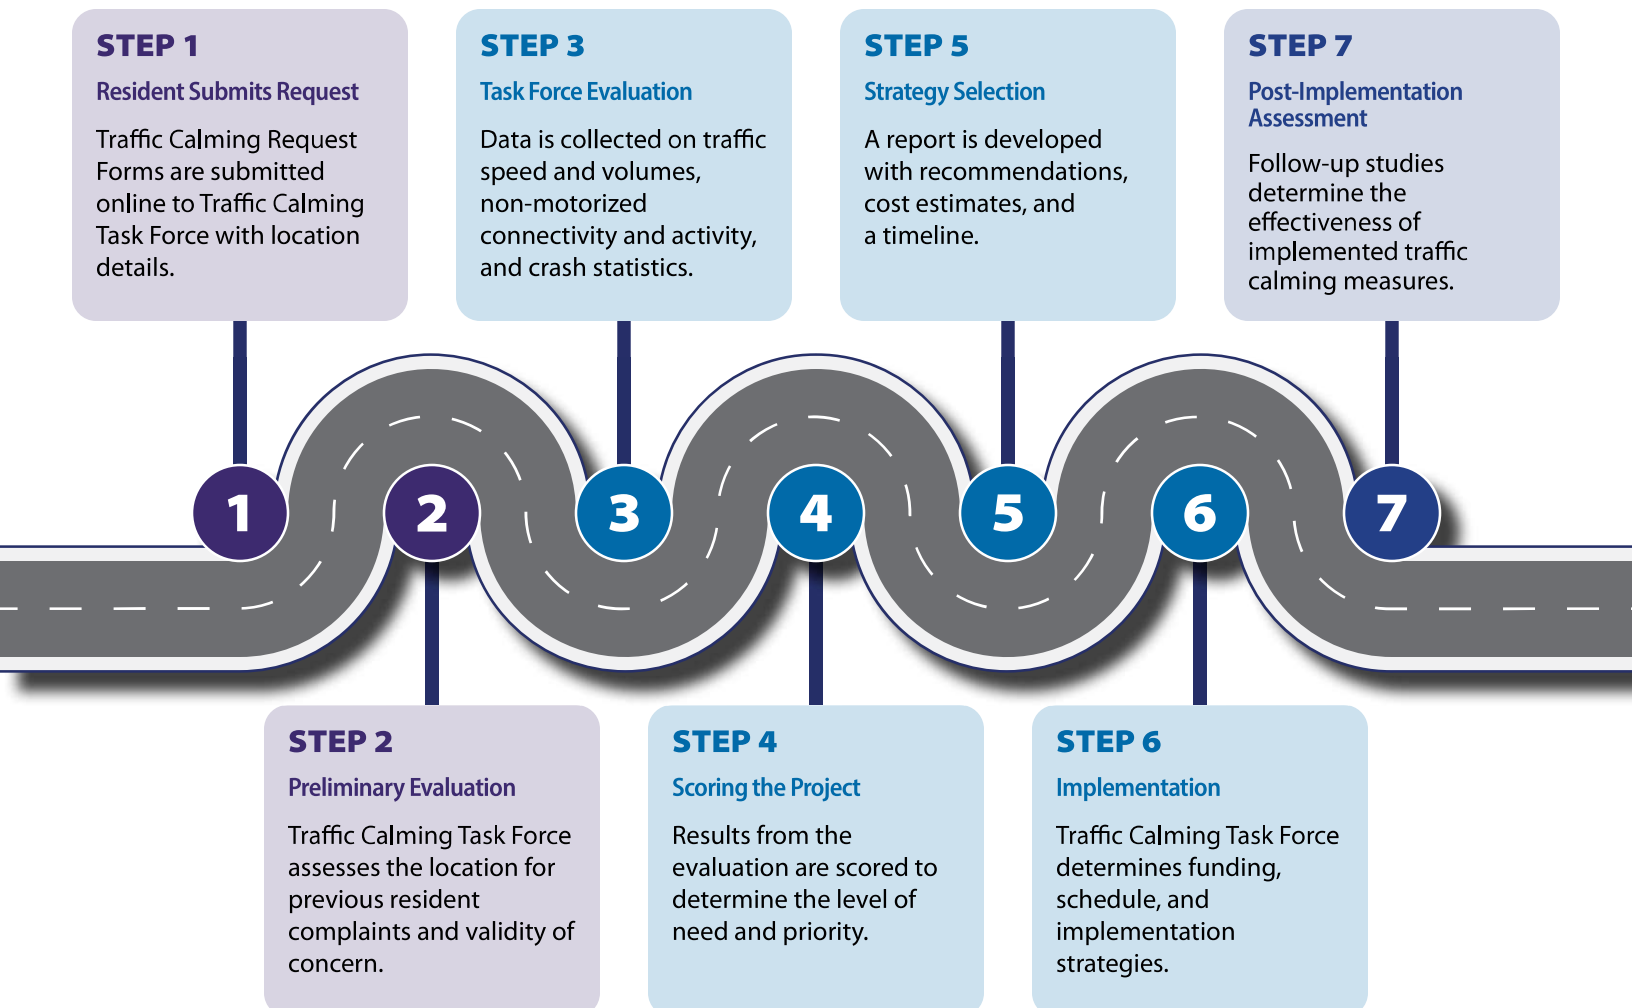 STEP 1
Resident Submits Request
Traffic Calming Request
Forms are submitted
online to Traffic Calming
Task Force with location
details.
STEP 3
Task Force Evaluation
Data is collected on traffic
speed and volumes,
non-motorized
connectivity and activity,
and crash statistics.
STEP 5
Strategy Selection
A report is developed
with recommendations,
cost estimates, and
a timeline.
STEP 7
Post-Implementation
Assessment
Follow-up studies
determine the
effectiveness of
implemented traffic
calming measures.
1
2
3
4
5
6
7
STEP 2
Preliminary Evaluation
Traffic Calming Task Force
assesses the location for
previous resident
complaints and validity of
concern.
STEP 4
Scoring the Project
Results from the
evaluation are scored to
determine the level of
need and priority.
STEP 6
Implementation
Traffic Calming Task Force
determines funding,
schedule, and
implementation
strategies.